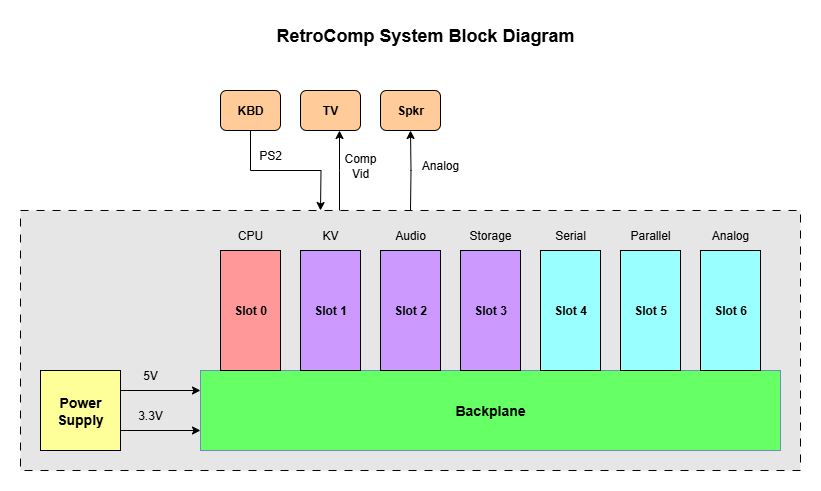 RetroComp System Block Diagram
KBD
TV
Spkr
PS2
Comp
Vid
Analog
CPU
KV
Audio
Storage
Serial
Parallel
Analog
Slot 0
Slot 1
Slot 2
Slot 3
Slot 4
Slot 5
Slot 6
Power
Supply
5V
3.3V
Backplane